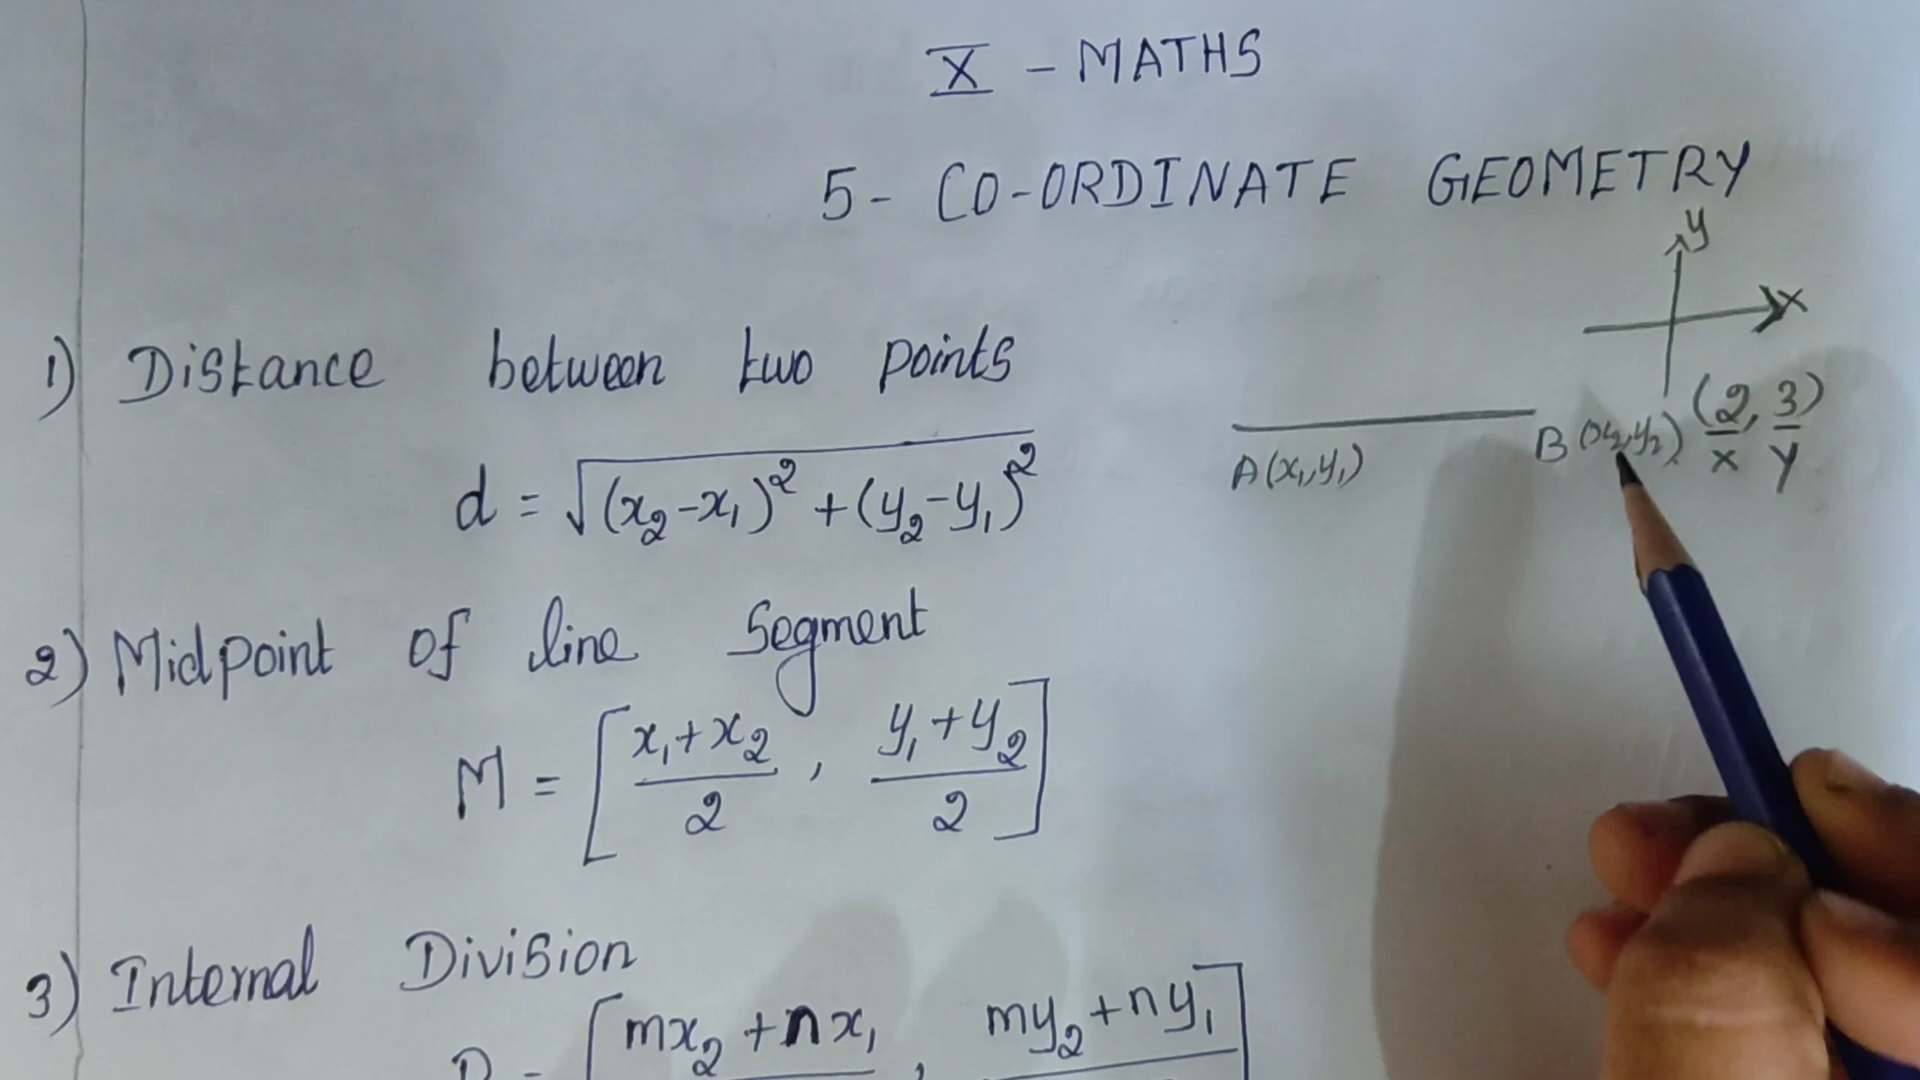 X - MATHS
5- CO-ORDINATE GEOMETRY
y
x
1) Distance between two points
A(x₁,y₁) B(x₂,y₂) (2, 3)
x y
d = √(x₂-x₁)² + (y₂-y₁)²
2) Midpoint of line Segment
M = [x₁+x₂/2, y₁+y₂/2]
3) Internal Division
mx₂+nx₁, my₂+ny₁